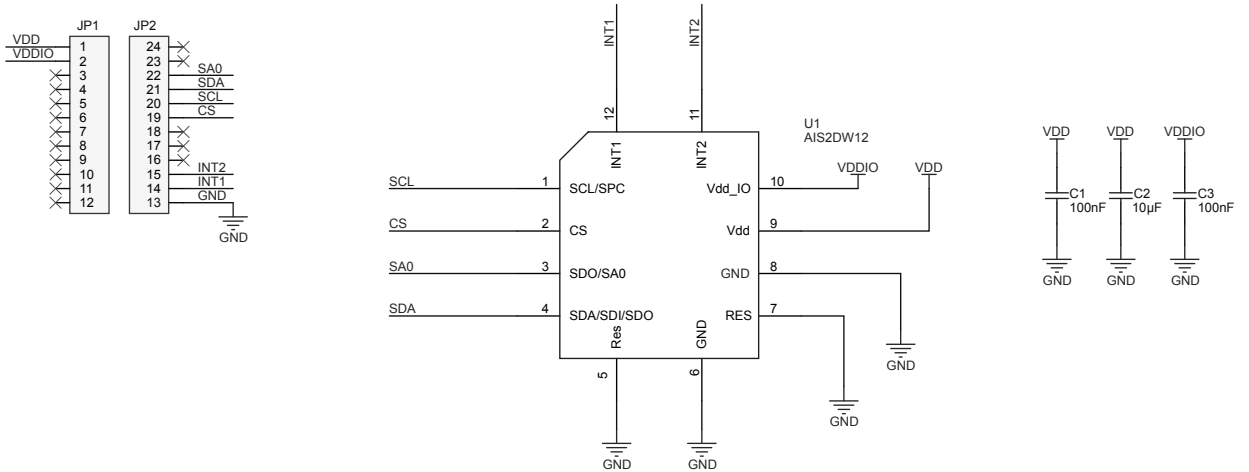 JP1
VDD 1
VDDIO 2
3
4
5
6
7
8
9
10
11
12
JP2
24
23
22 SA0
21 SDA
20 SCL
19 CS
18
17
16
15 INT2
14 INT1
13 GND
GND
INT1
INT2
12
11
U1
AIS2DW12
INT1
INT2
SCL 1 SCL/SPC
CS 2 CS
SA0 3 SDO/SA0
SDA 4 SDA/SDI/SDO
Vdd_IO 10 VDDIO
Vdd 9 VDD
GND 8
RES 7
Res
GND
5
6
GND
GND
GND
GND
VDD
C1
100nF
GND
VDD
C2
10µF
GND
VDDIO
C3
100nF
GND